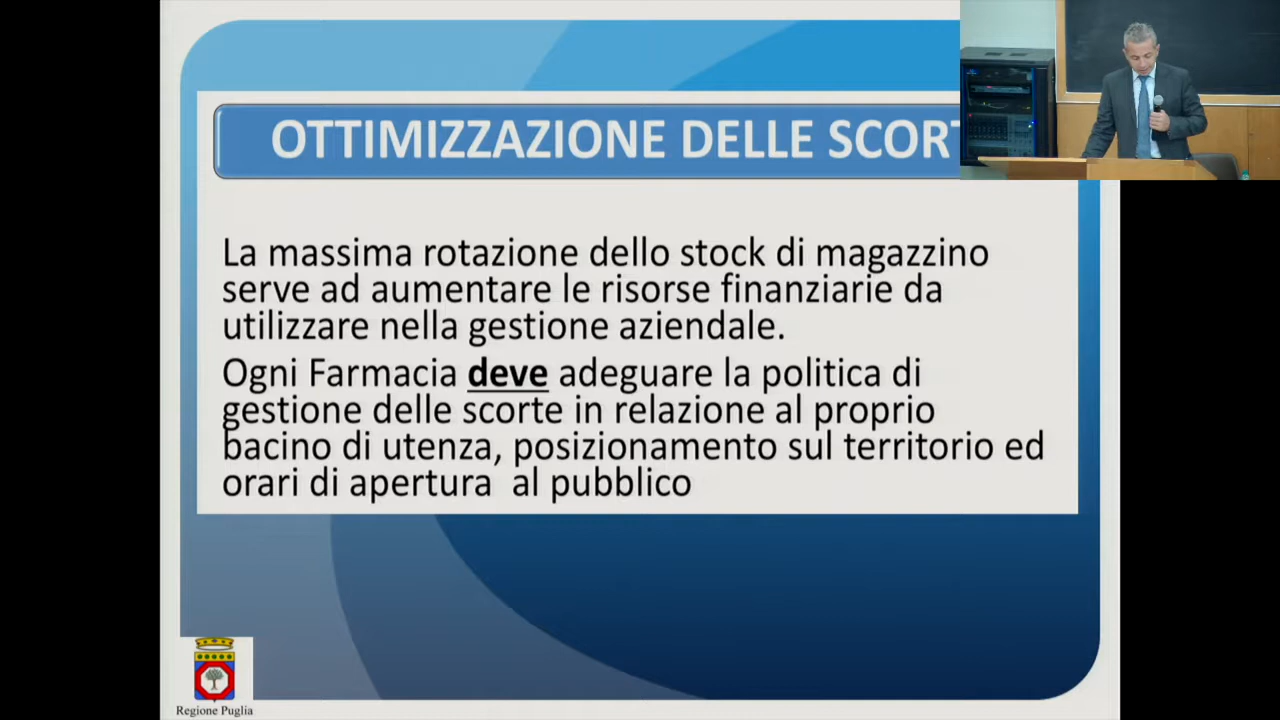 OTTIMIZZAZIONE DELLE SCORT
La massima rotazione dello stock di magazzino
serve ad aumentare le risorse finanziarie da
utilizzare nella gestione aziendale.
Ogni Farmacia deve adeguare la politica di
gestione delle scorte in relazione al proprio
bacino di utenza, posizionamento sul territorio ed
orari di apertura al pubblico
Regione Puglia